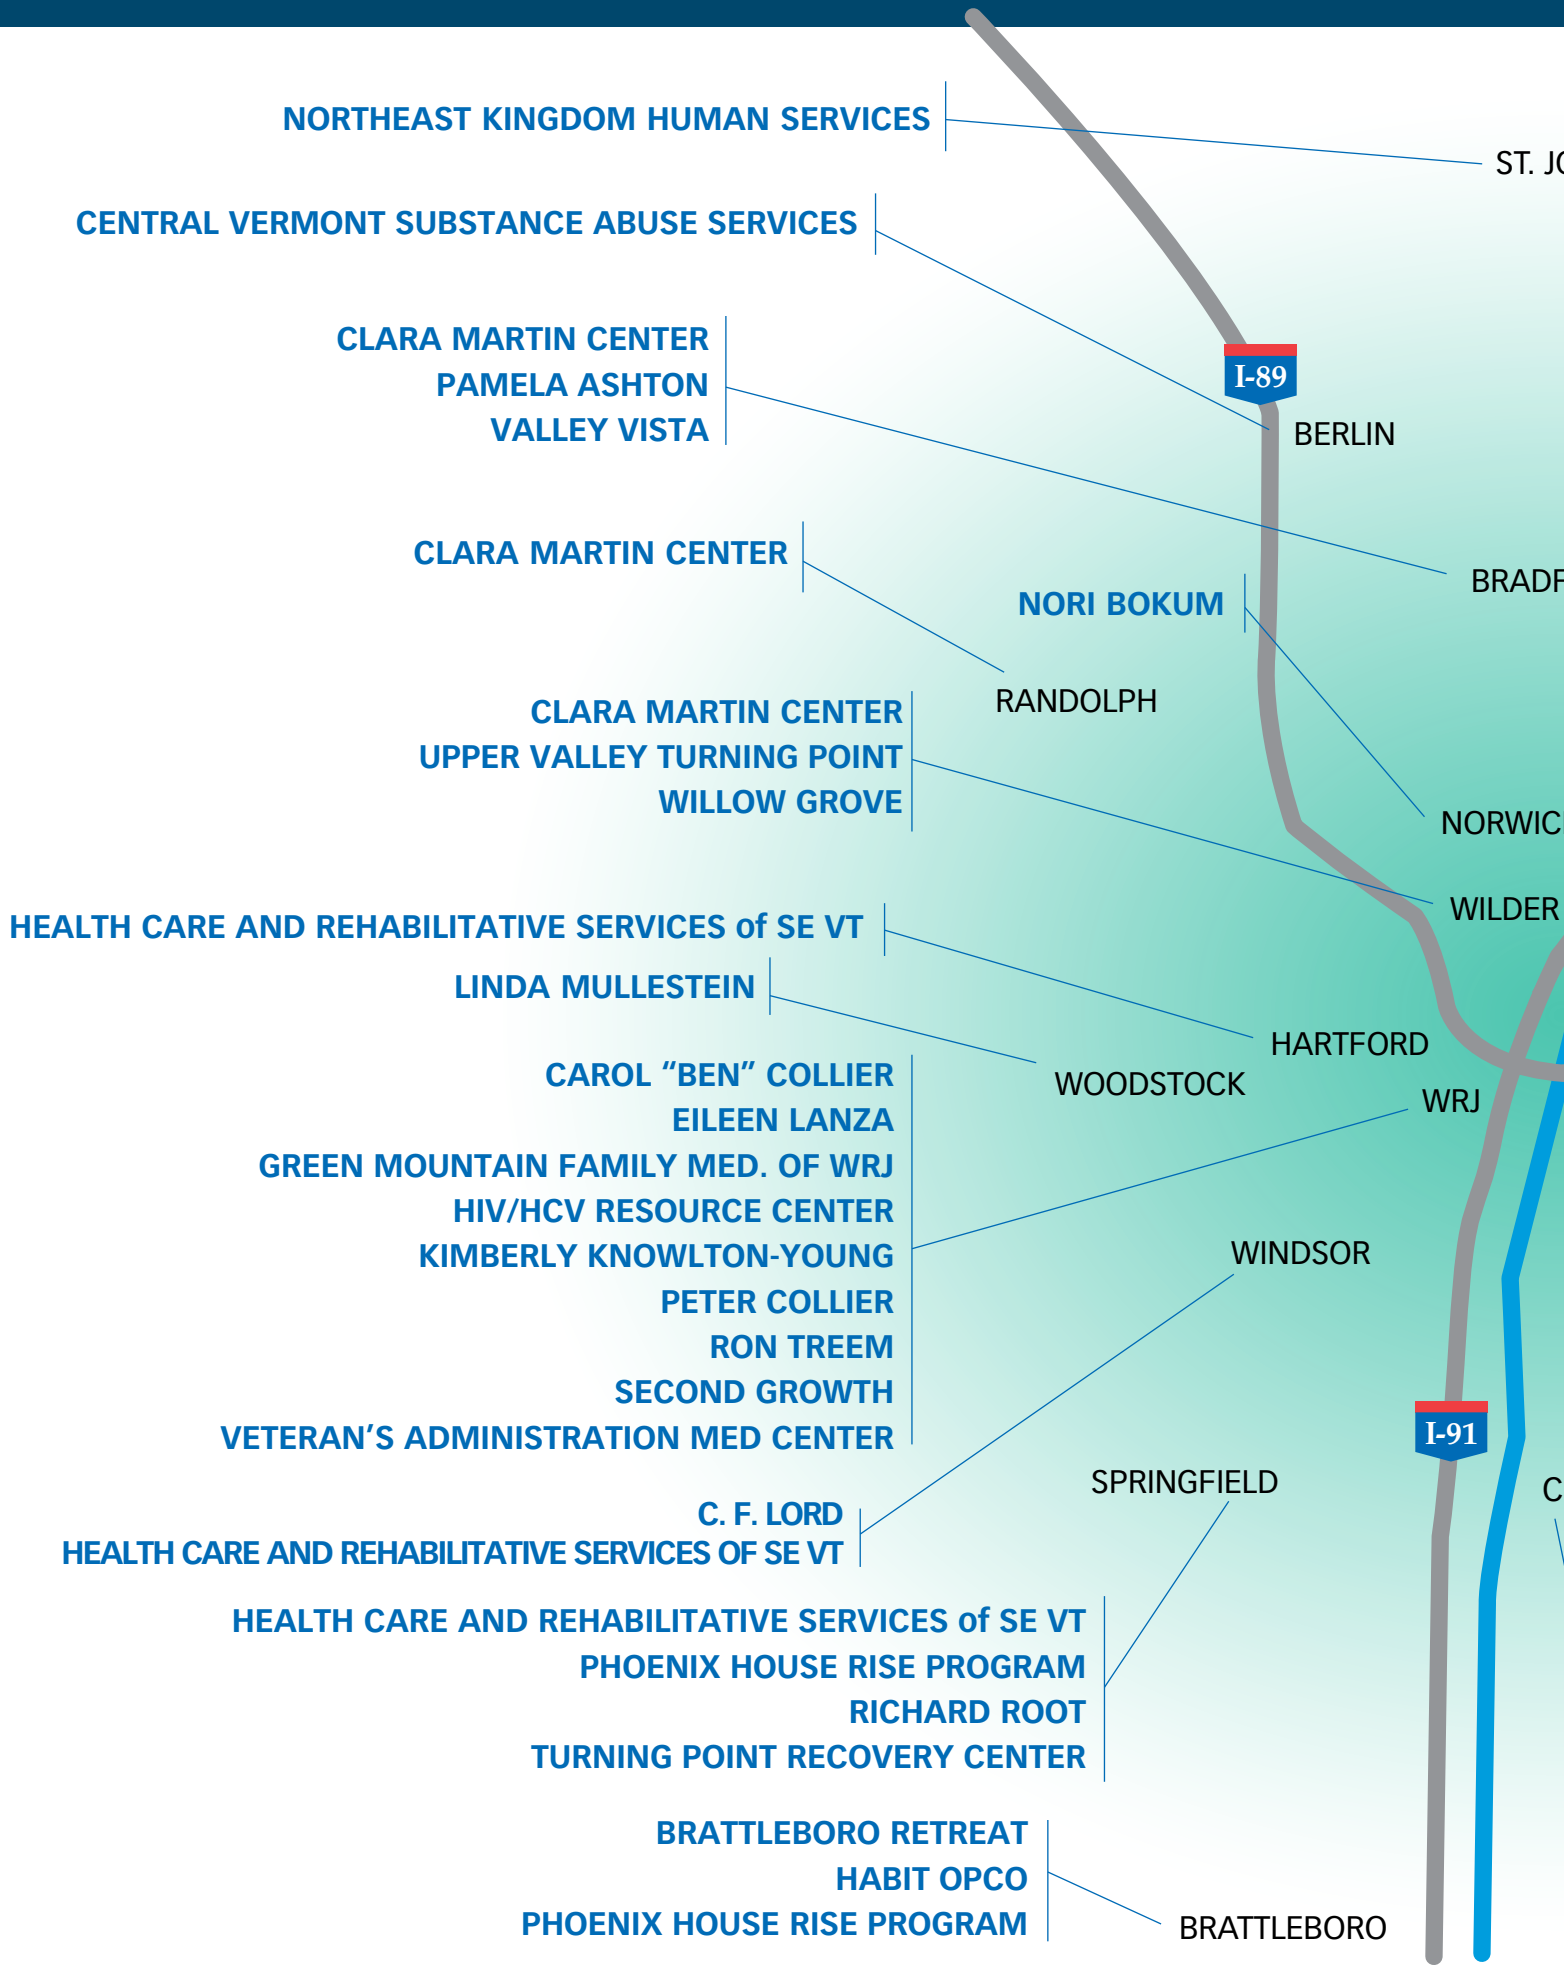 NORTHEAST KINGDOM HUMAN SERVICES
ST. JO
CENTRAL VERMONT SUBSTANCE ABUSE SERVICES
CLARA MARTIN CENTER
PAMELA ASHTON
VALLEY VISTA
I-89
BERLIN
CLARA MARTIN CENTER
BRADF
NORI BOKUM
RANDOLPH
CLARA MARTIN CENTER
UPPER VALLEY TURNING POINT
WILLOW GROVE
NORWIC
WILDER
HEALTH CARE AND REHABILITATIVE SERVICES of SE VT
LINDA MULLESTEIN
HARTFORD
WOODSTOCK
WRJ
CAROL “BEN” COLLIER
EILEEN LANZA
GREEN MOUNTAIN FAMILY MED. OF WRJ
HIV/HCV RESOURCE CENTER
KIMBERLY KNOWLTON-YOUNG
PETER COLLIER
RON TREEM
SECOND GROWTH
VETERAN’S ADMINISTRATION MED CENTER
WINDSOR
I-91
SPRINGFIELD
C
C. F. LORD
HEALTH CARE AND REHABILITATIVE SERVICES OF SE VT
HEALTH CARE AND REHABILITATIVE SERVICES of SE VT
PHOENIX HOUSE RISE PROGRAM
RICHARD ROOT
TURNING POINT RECOVERY CENTER
BRATTLEBORO RETREAT
HABIT OPCO
PHOENIX HOUSE RISE PROGRAM
BRATTLEBORO